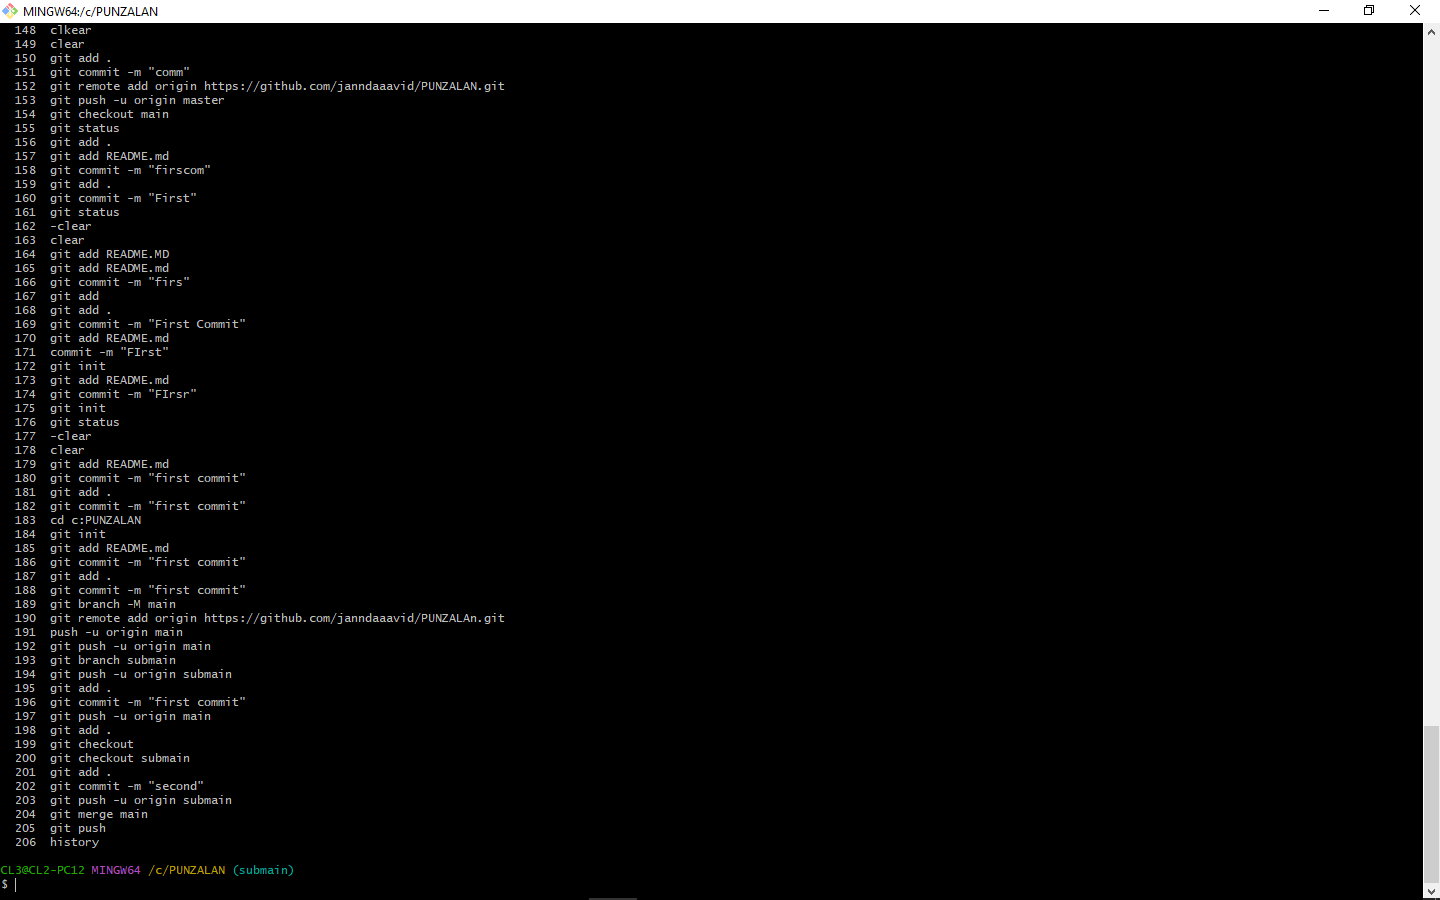 MINGW64:/c/PUNZALAN
148 clkear
149 clear
150 git add .
151 git commit -m "comm"
152 git remote add origin https://github.com/janndaaavid/PUNZALAN.git
153 git push -u origin master
154 git checkout main
155 git status
156 git add .
157 git add README.md
158 git commit -m "firscom"
159 git add .
160 git commit -m "First"
161 git status
162 -clear
163 clear
164 git add README.MD
165 git add README.md
166 git commit -m "firs"
167 git add
168 git add .
169 git commit -m "First Commit"
170 git add README.md
171 commit -m "FIrst"
172 git init
173 git add README.md
174 git commit -m "FIrsr"
175 git init
176 git status
177 -clear
178 clear
179 git add README.md
180 git commit -m "first commit"
181 git add .
182 git commit -m "first commit"
183 cd c:PUNZALAN
184 git init
185 git add README.md
186 git commit -m "first commit"
187 git add .
188 git commit -m "first commit"
189 git branch -M main
190 git remote add origin https://github.com/janndaaavid/PUNZALAn.git
191 push -u origin main
192 git push -u origin main
193 git branch submain
194 git push -u origin submain
195 git add .
196 git commit -m "first commit"
197 git push -u origin main
198 git add .
199 git checkout
200 git checkout submain
201 git add .
202 git commit -m "second"
203 git push -u origin submain
204 git merge main
205 git push
206 history
CL3@CL2-PC12 MINGW64 /c/PUNZALAN (submain)
$